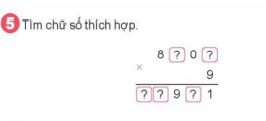 5 Tìm chữ số thích hợp.
8 ? 0 ?
×
9
? ? 9 ? 1